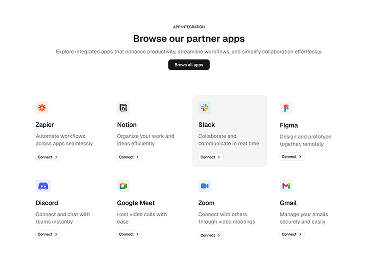 APP INTEGRATION
Browse our partner apps
Explore integrated apps that enhance productivity, streamline workflows, and simplify collaboration effortlessly.
Brows all apps
Zapier
Automate workflows
across apps seamlessly
Connect >
Notion
Organize your work and
ideas efficiently
Connect >
Slack
Collaborate and
communicate in real time
Connect >
Figma
Design and prototype
together, remotely
Connect >
Discord
Connect and chat with
teams instantly
Connect >
Google Meet
Host video calls with
ease
Connect >
Zoom
Connect with others
through video meetings
Connect >
Gmail
Manage your emails
securely and easily
Connect >